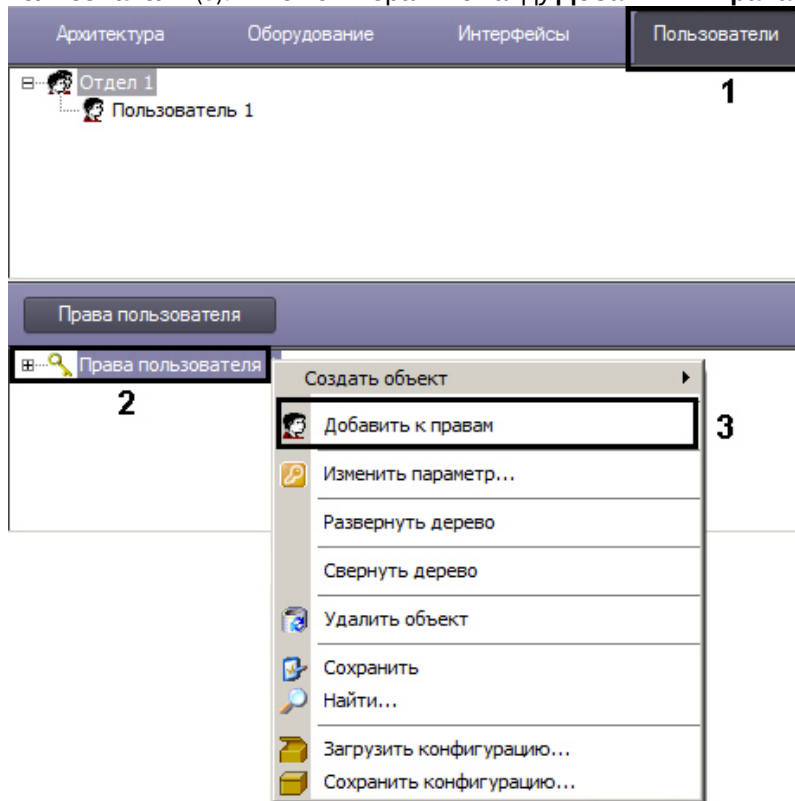 Архитектура Оборудование Интерфейсы Пользователи
1
Отдел 1
Пользователь 1
Права пользователя
Права пользователя
2
Создать объект
Добавить к правам
3
Изменить параметр...
Развернуть дерево
Свернуть дерево
Удалить объект
Сохранить
Найти...
Загрузить конфигурацию...
Сохранить конфигурацию...